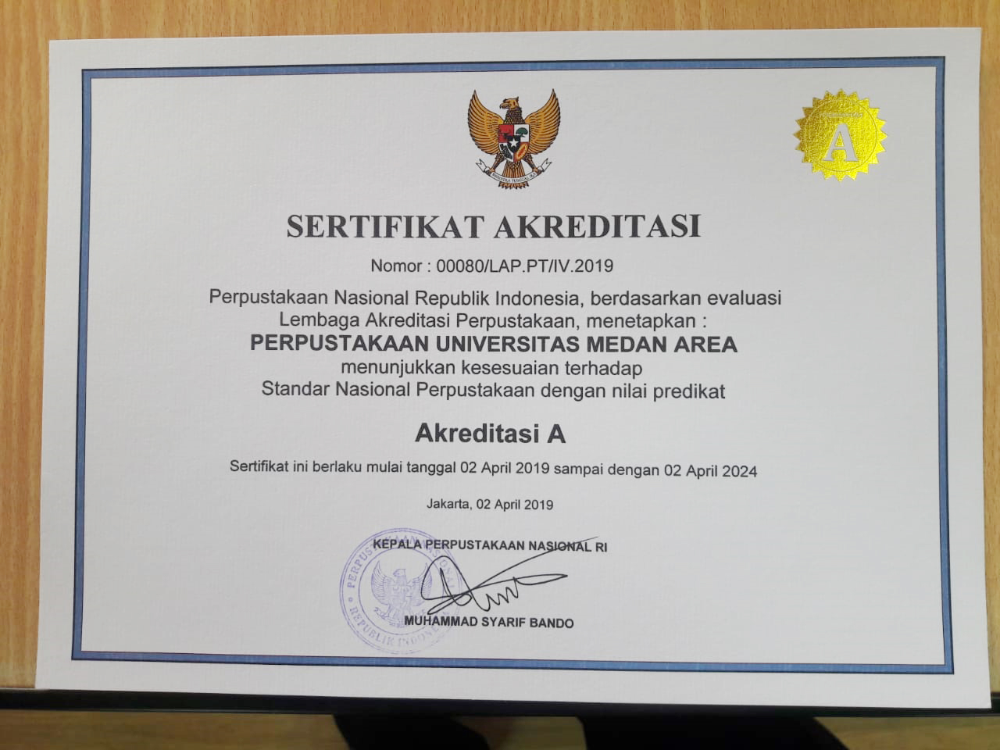 BHINNEKA TUNGGAL IKA
A
SERTIFIKAT AKREDITASI
Nomor : 00080/LAP.PT/IV.2019
Perpustakaan Nasional Republik Indonesia, berdasarkan evaluasi
Lembaga Akreditasi Perpustakaan, menetapkan :
PERPUSTAKAAN UNIVERSITAS MEDAN AREA
menunjukkan kesesuaian terhadap
Standar Nasional Perpustakaan dengan nilai predikat
Akreditasi A
Sertifikat ini berlaku mulai tanggal 02 April 2019 sampai dengan 02 April 2024
Jakarta, 02 April 2019
KEPALA PERPUSTAKAAN NASIONAL RI
PERPUSTAKAAN NASIONAL
REPUBLIK INDONESIA
MUHAMMAD SYARIF BANDO